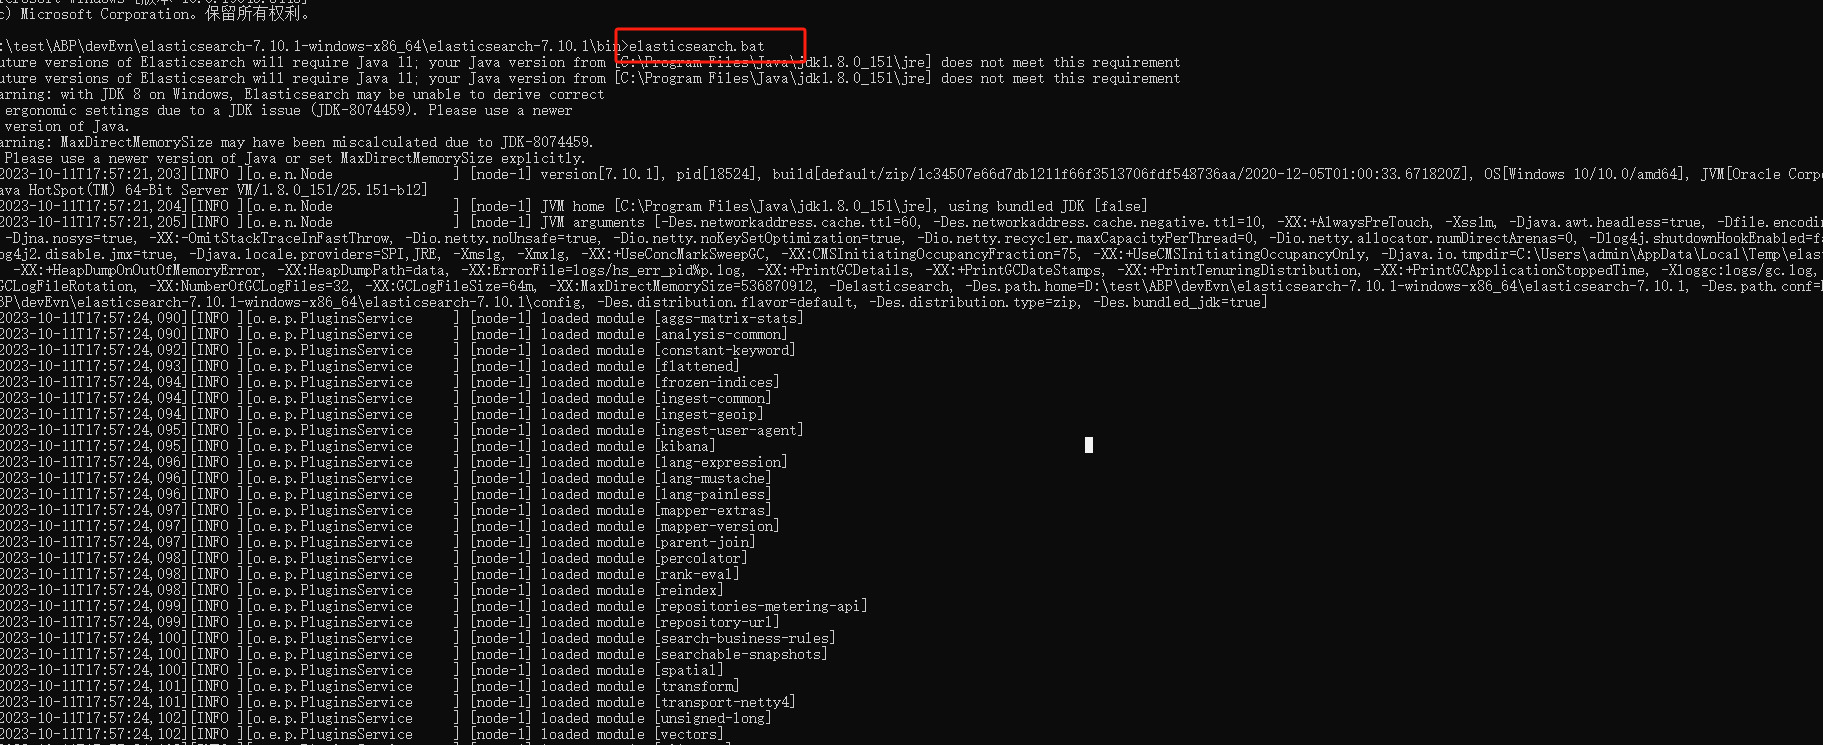 c) Microsoft Corporation。保留所有权利。
:\test\ABP\devEvn\elasticsearch-7.10.1-windows-x86_64\elasticsearch-7.10.1\bin>elasticsearch.bat
uture versions of Elasticsearch will require Java 11; your Java version from [C:\Program Files\Java\jdk1.8.0_151\jre] does not meet this requirement
uture versions of Elasticsearch will require Java 11; your Java version from [C:\Program Files\Java\jdk1.8.0_151\jre] does not meet this requirement
arning: with JDK 8 on Windows, Elasticsearch may be unable to derive correct
ergonomic settings due to a JDK issue (JDK-8074459). Please use a newer
version of Java.
arning: MaxDirectMemorySize may have been miscalculated due to JDK-8074459.
Please use a newer version of Java or set MaxDirectMemorySize explicitly.
2023-10-11T17:57:21,203][INFO ][o.e.n.Node               ] [node-1] version[7.10.1], pid[18524], build[default/zip/1c34507e66d7db1211f66f3513706fdf548736aa/2020-12-05T01:00:33.671820Z], OS[Windows 10/10.0/amd64], JVM[Oracle Corp
ava HotSpot(TM) 64-Bit Server VM/1.8.0_151/25.151-b12]
2023-10-11T17:57:21,204][INFO ][o.e.n.Node               ] [node-1] JVM home [C:\Program Files\Java\jdk1.8.0_151\jre], using bundled JDK [false]
2023-10-11T17:57:21,205][INFO ][o.e.n.Node               ] [node-1] JVM arguments [-Des.networkaddress.cache.ttl=60, -Des.networkaddress.cache.negative.ttl=10, -XX:+AlwaysPreTouch, -Xss1m, -Djava.awt.headless=true, -Dfile.encodin
-Djna.nosys=true, -XX:-OmitStackTraceInFastThrow, -Dio.netty.noUnsafe=true, -Dio.netty.noKeySetOptimization=true, -Dio.netty.recycler.maxCapacityPerThread=0, -Dio.netty.allocator.numDirectArenas=0, -Dlog4j.shutdownHookEnabled=fa
og4j2.disable.jmx=true, -Djava.locale.providers=SPI,JRE, -Xms1g, -Xmx1g, -XX:+UseConcMarkSweepGC, -XX:CMSInitiatingOccupancyFraction=75, -XX:+UseCMSInitiatingOccupancyOnly, -Djava.io.tmpdir=C:\Users\admin\AppData\Local\Temp\elast
-XX:+HeapDumpOnOutOfMemoryError, -XX:HeapDumpPath=data, -XX:ErrorFile=logs/hs_err_pid%p.log, -XX:+PrintGCDetails, -XX:+PrintGCDateStamps, -XX:+PrintTenuringDistribution, -XX:+PrintGCApplicationStoppedTime, -Xloggc:logs/gc.log,
GCLogFileRotation, -XX:NumberOfGCLogFiles=32, -XX:GCLogFileSize=64m, -XX:MaxDirectMemorySize=536870912, -Delasticsearch, -Des.path.home=D:\test\ABP\devEvn\elasticsearch-7.10.1-windows-x86_64\elasticsearch-7.10.1, -Des.path.conf=
BP\devEvn\elasticsearch-7.10.1-windows-x86_64\elasticsearch-7.10.1\config, -Des.distribution.flavor=default, -Des.distribution.type=zip, -Des.bundled_jdk=true]
2023-10-11T17:57:24,090][INFO ][o.e.p.PluginsService     ] [node-1] loaded module [aggs-matrix-stats]
2023-10-11T17:57:24,090][INFO ][o.e.p.PluginsService     ] [node-1] loaded module [analysis-common]
2023-10-11T17:57:24,092][INFO ][o.e.p.PluginsService     ] [node-1] loaded module [constant-keyword]
2023-10-11T17:57:24,093][INFO ][o.e.p.PluginsService     ] [node-1] loaded module [flattened]
2023-10-11T17:57:24,094][INFO ][o.e.p.PluginsService     ] [node-1] loaded module [frozen-indices]
2023-10-11T17:57:24,094][INFO ][o.e.p.PluginsService     ] [node-1] loaded module [ingest-common]
2023-10-11T17:57:24,094][INFO ][o.e.p.PluginsService     ] [node-1] loaded module [ingest-geoip]
2023-10-11T17:57:24,095][INFO ][o.e.p.PluginsService     ] [node-1] loaded module [ingest-user-agent]
2023-10-11T17:57:24,095][INFO ][o.e.p.PluginsService     ] [node-1] loaded module [kibana]
2023-10-11T17:57:24,096][INFO ][o.e.p.PluginsService     ] [node-1] loaded module [lang-expression]
2023-10-11T17:57:24,096][INFO ][o.e.p.PluginsService     ] [node-1] loaded module [lang-mustache]
2023-10-11T17:57:24,096][INFO ][o.e.p.PluginsService     ] [node-1] loaded module [lang-painless]
2023-10-11T17:57:24,097][INFO ][o.e.p.PluginsService     ] [node-1] loaded module [mapper-extras]
2023-10-11T17:57:24,097][INFO ][o.e.p.PluginsService     ] [node-1] loaded module [mapper-version]
2023-10-11T17:57:24,097][INFO ][o.e.p.PluginsService     ] [node-1] loaded module [parent-join]
2023-10-11T17:57:24,098][INFO ][o.e.p.PluginsService     ] [node-1] loaded module [percolator]
2023-10-11T17:57:24,098][INFO ][o.e.p.PluginsService     ] [node-1] loaded module [rank-eval]
2023-10-11T17:57:24,098][INFO ][o.e.p.PluginsService     ] [node-1] loaded module [reindex]
2023-10-11T17:57:24,099][INFO ][o.e.p.PluginsService     ] [node-1] loaded module [repositories-metering-api]
2023-10-11T17:57:24,099][INFO ][o.e.p.PluginsService     ] [node-1] loaded module [repository-url]
2023-10-11T17:57:24,100][INFO ][o.e.p.PluginsService     ] [node-1] loaded module [search-business-rules]
2023-10-11T17:57:24,100][INFO ][o.e.p.PluginsService     ] [node-1] loaded module [searchable-snapshots]
2023-10-11T17:57:24,100][INFO ][o.e.p.PluginsService     ] [node-1] loaded module [spatial]
2023-10-11T17:57:24,101][INFO ][o.e.p.PluginsService     ] [node-1] loaded module [transform]
2023-10-11T17:57:24,101][INFO ][o.e.p.PluginsService     ] [node-1] loaded module [transport-netty4]
2023-10-11T17:57:24,102][INFO ][o.e.p.PluginsService     ] [node-1] loaded module [unsigned-long]
2023-10-11T17:57:24,102][INFO ][o.e.p.PluginsService     ] [node-1] loaded module [vectors]